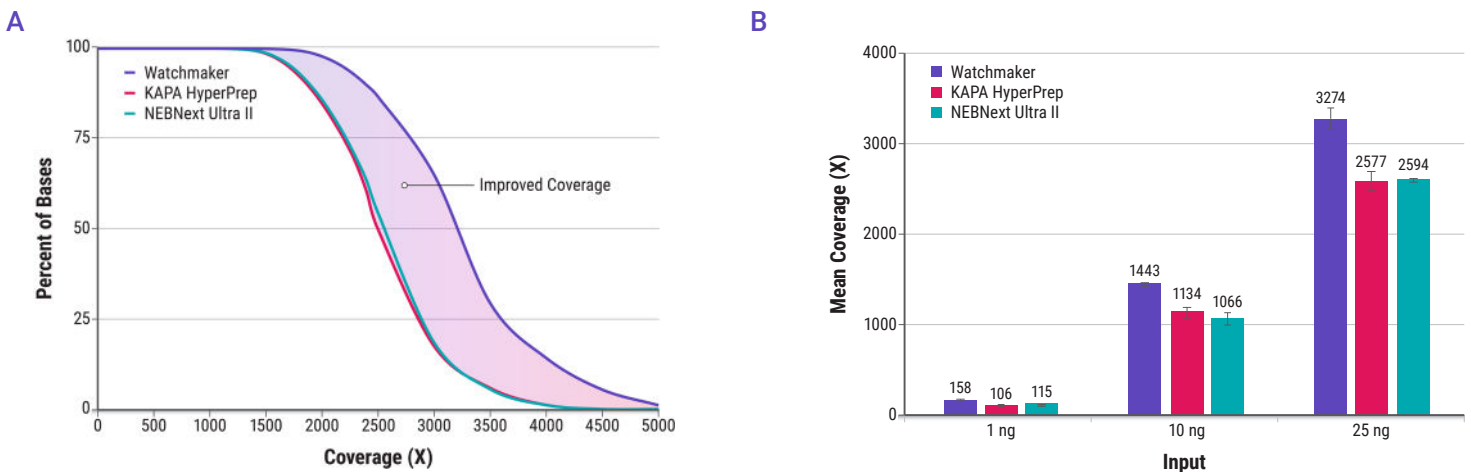 A
Percent of Bases
100
75
50
25
0
Watchmaker
KAPA HyperPrep
NEBNext Ultra II
Improved Coverage
0 500 1000 1500 2000 2500 3000 3500 4000 4500 5000
Coverage (X)
B
Mean Coverage (X)
4000
3000
2000
1000
0
Watchmaker
KAPA HyperPrep
NEBNext Ultra II
158 106 115
1443 1134 1066
3274 2577 2594
1 ng 10 ng 25 ng
Input